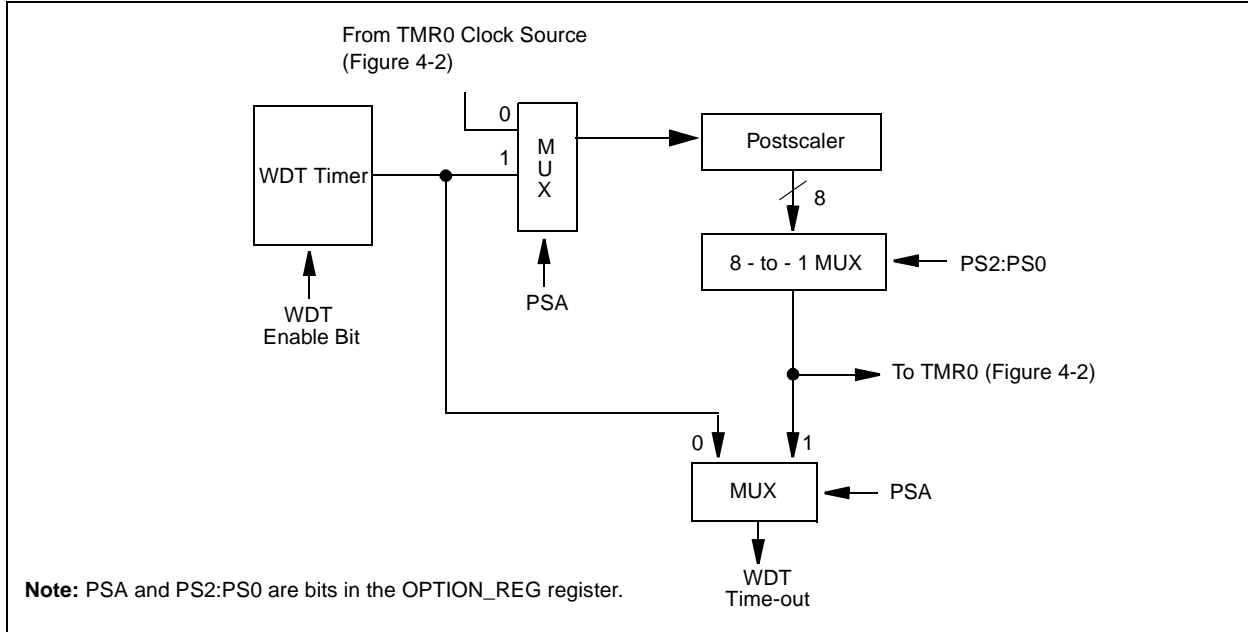 From TMR0 Clock Source
(Figure 4-2)
0
1
M
U
X
WDT Timer
Postscaler
8
8 - to - 1 MUX
PS2:PS0
PSA
WDT
Enable Bit
To TMR0 (Figure 4-2)
0
1
MUX
PSA
WDT
Time-out
Note: PSA and PS2:PS0 are bits in the OPTION_REG register.